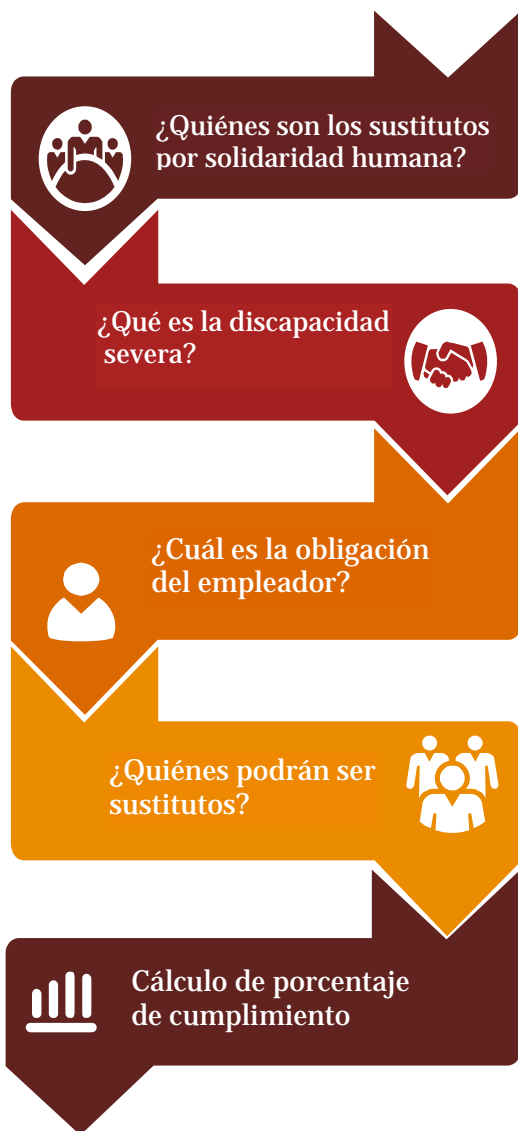 ¿Quiénes son los sustitutos
por solidaridad humana?
¿Qué es la discapacidad
severa?
¿Cuál es la obligación
del empleador?
¿Quiénes podrán ser
sustitutos?
Cálculo de porcentaje
de cumplimiento